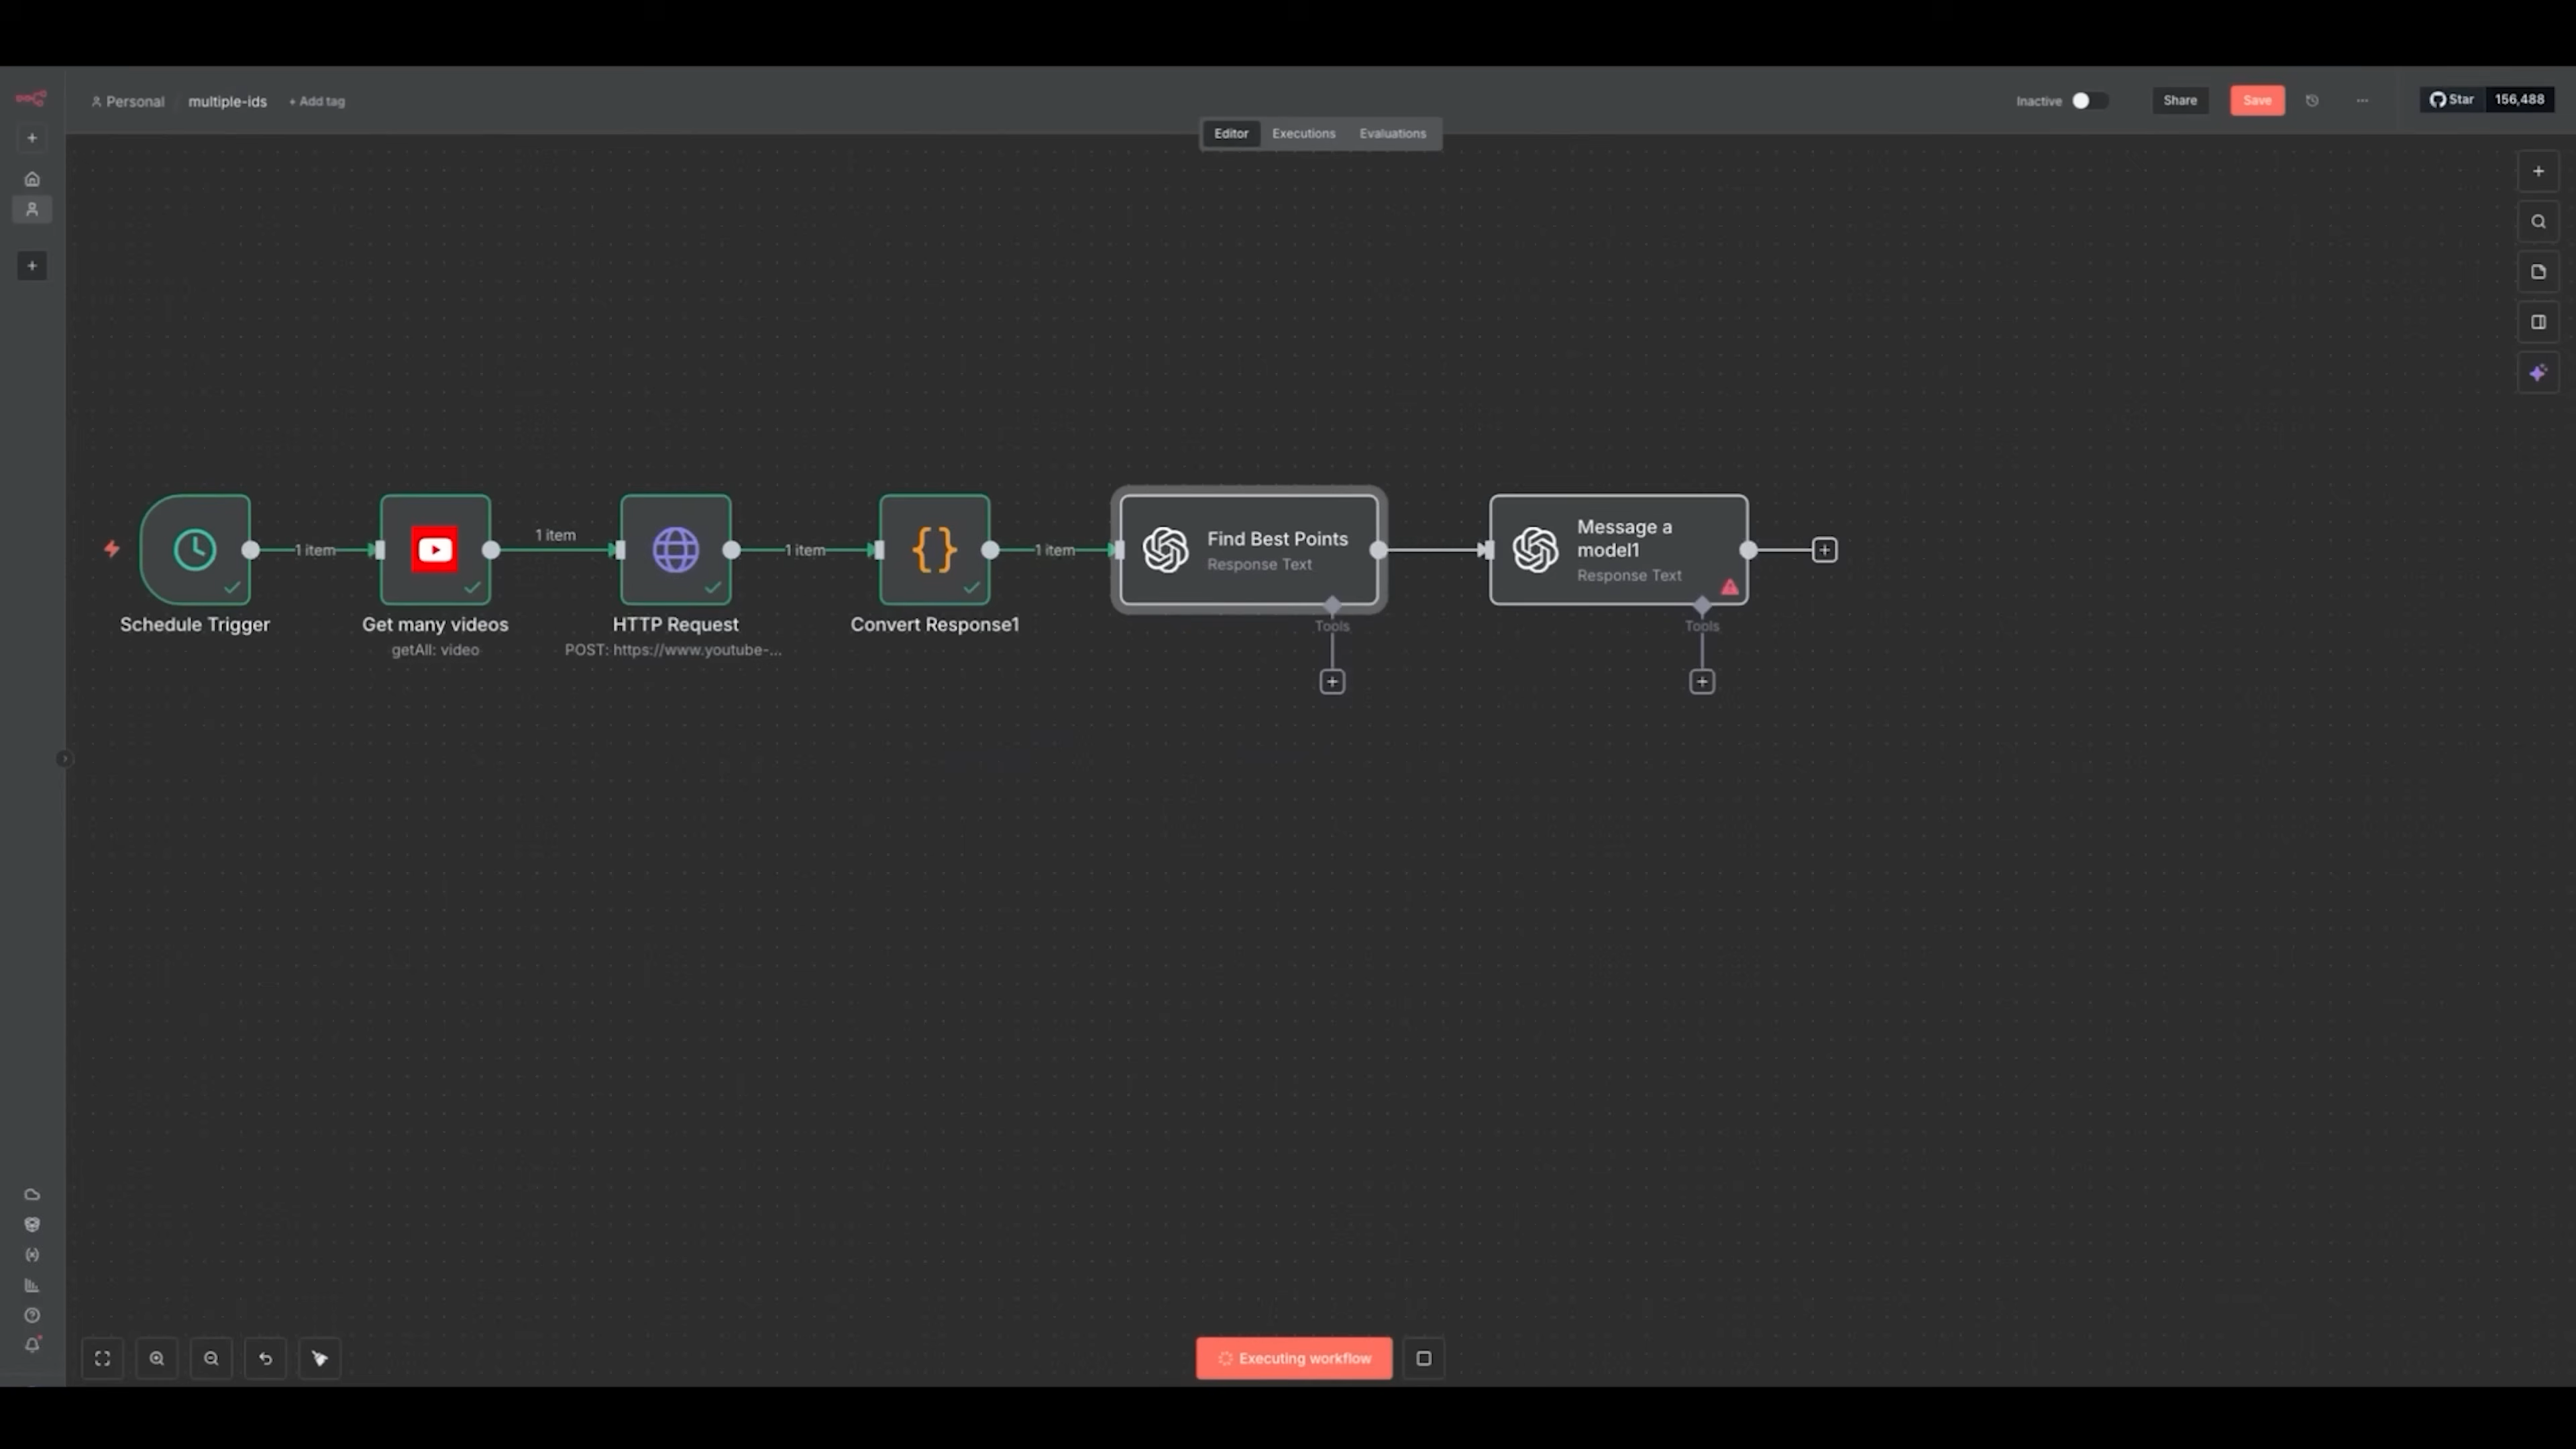 Personal / multiple-ids + Add tag
Inactive
Share
Save
Star 156,488
Editor Executions Evaluations
1 item
1 item
1 item
1 item
Find Best Points
Response Text
Message a
model1
Response Text
Schedule Trigger
Get many videos
getAll: video
HTTP Request
POST: https://www.youtube-...
Convert Response1
Tools
Tools
Executing workflow